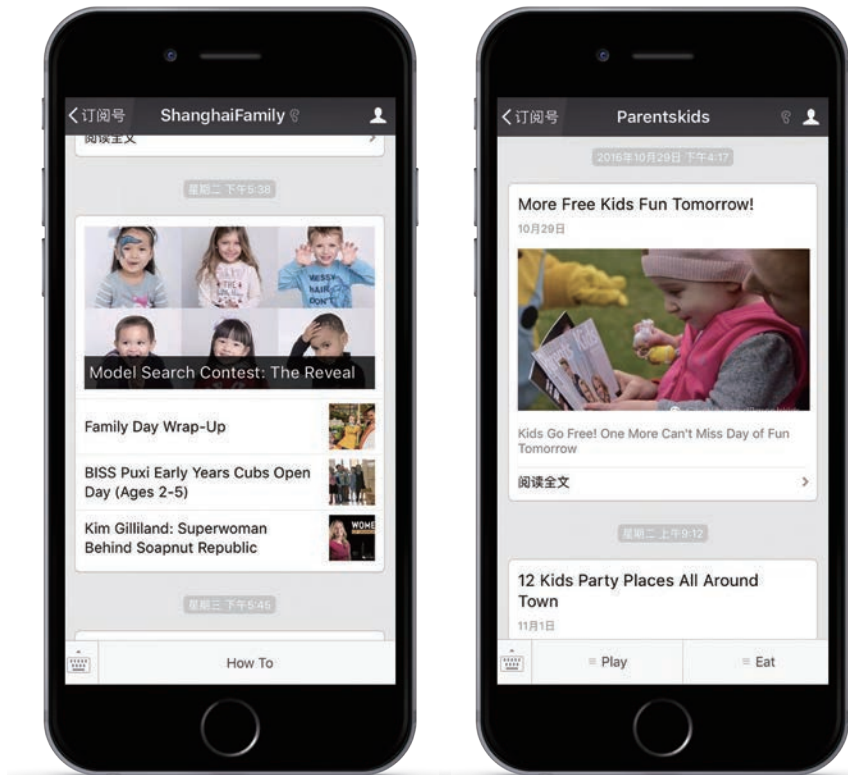 订阅号
ShanghaiFamily
阅读全文
星期二 下午5:38
MESSY
HAIR
DON'T
Model Search Contest: The Reveal
Family Day Wrap-Up
BISS Puxi Early Years Cubs Open
Day (Ages 2-5)
Kim Gilliland: Superwoman
Behind Soapnut Republic
WOME
星期三 下午5:45
How To
订阅号
Parentskids
2016年10月29日 下午4:17
More Free Kids Fun Tomorrow!
10月29日
Kids Go Free! One More Can't Miss Day of Fun
Tomorrow
阅读全文
星期二 上午9:12
12 Kids Party Places All Around
Town
11月1日
Play
Eat